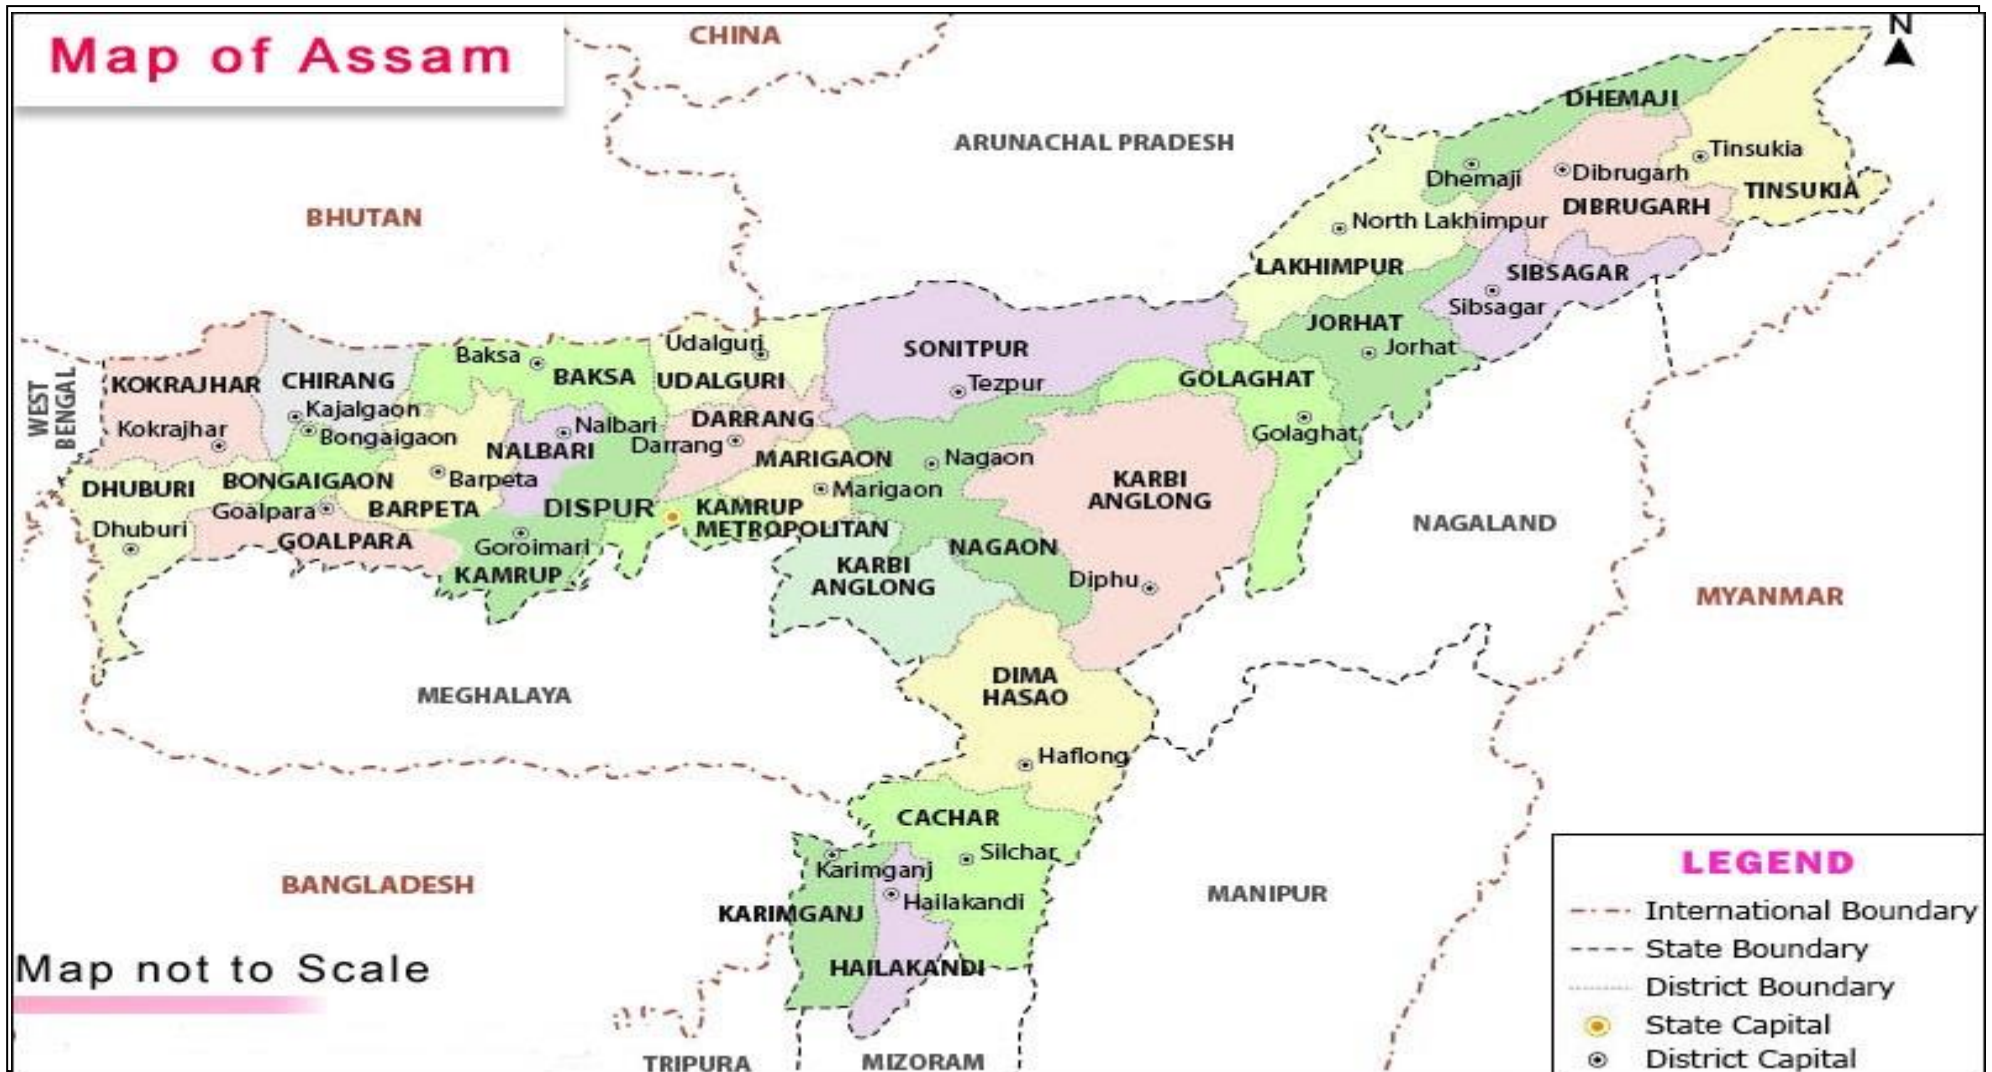 Map of Assam
CHINA
N
ARUNACHAL PRADESH
BHUTAN
DHEMAJI
Dhemaji
Dibrugarh
DIBRUGARH
Tinsukia
TINSUKIA
North Lakhimpur
LAKHIMPUR
SIBSAGAR
Sibsagar
JORHAT
Jorhat
WEST
BENGAL
KOKRAJHAR
Kokrajhar
CHIRANG
Kajalgaon
Bongaigaon
BONGAIGAON
Baksa
BAKSA
Udalguri
UDALGURI
SONITPUR
Tezpur
GOLAGHAT
Golaghat
DARRANG
Darrang
Nalbari
NALBARI
Barpeta
BARPETA
MARIGAON
Marigaon
Nagaon
NAGAON
KARBI
ANGLONG
Diphu
DHUBURI
Dhuburi
Goalpara
GOALPARA
DISPUR
KAMRUP
METROPOLITAN
Goroimari
KAMRUP
KARBI
ANGLONG
NAGALAND
MYANMAR
MEGHALAYA
DIMA
HASAO
Haflong
CACHAR
Silchar
Karimganj
KARIMGANJ
Hailakandi
HAILAKANDI
BANGLADESH
MANIPUR
TRIPURA
MIZORAM
Map not to Scale
LEGEND
International Boundary
State Boundary
District Boundary
State Capital
District Capital